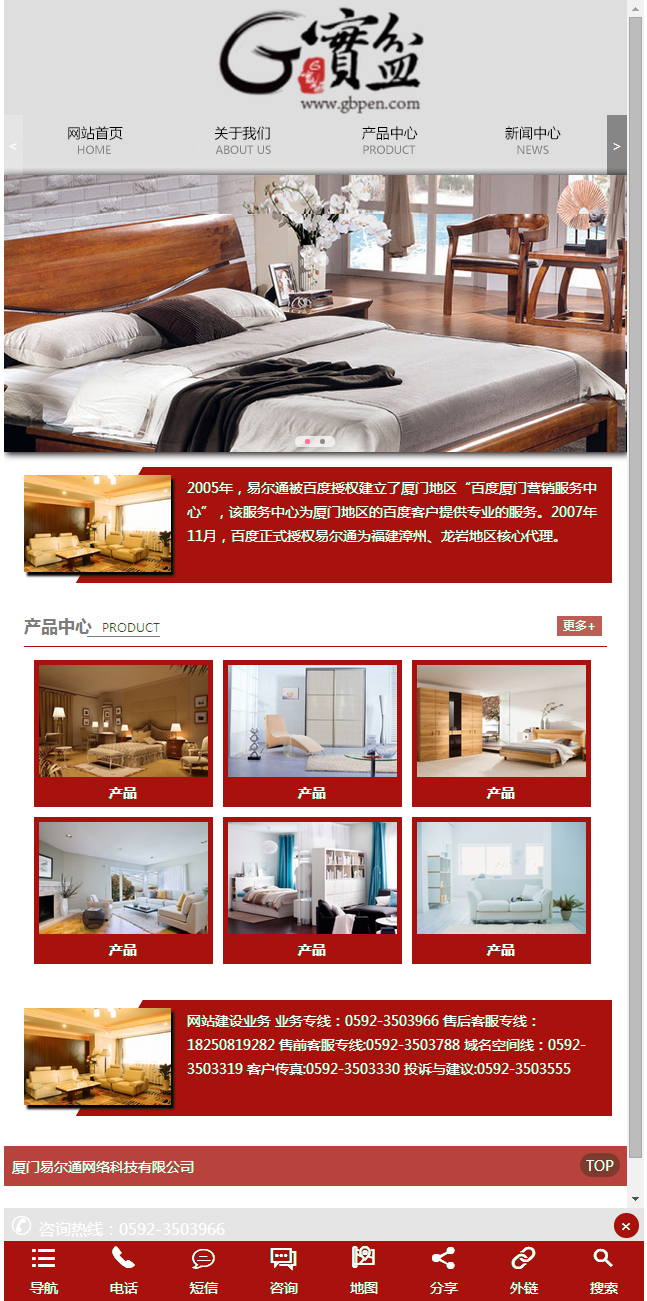 G 實盆
www.gbpen.com
< 网站首页 关于我们 产品中心 新闻中心 >
HOME ABOUT US PRODUCT NEWS
2005年，易尔通被百度授权建立了厦门地区“百度厦门营销服务中
心”，该服务中心为厦门地区的百度客户提供专业的服务。2007年
11月，百度正式授权易尔通为福建漳州、龙岩地区核心代理。
产品中心 PRODUCT 更多+
产品 产品 产品
产品 产品 产品
网站建设业务 业务专线：0592-3503966 售后客服专线：
18250819282 售前客服专线:0592-3503788 域名空间线：0592-
3503319 客户传真:0592-3503330 投诉与建议:0592-3503555
厦门易尔通网络科技有限公司 TOP
咨询热线：0592-3503966 ×
导航 电话 短信 咨询 地图 分享 外链 搜索